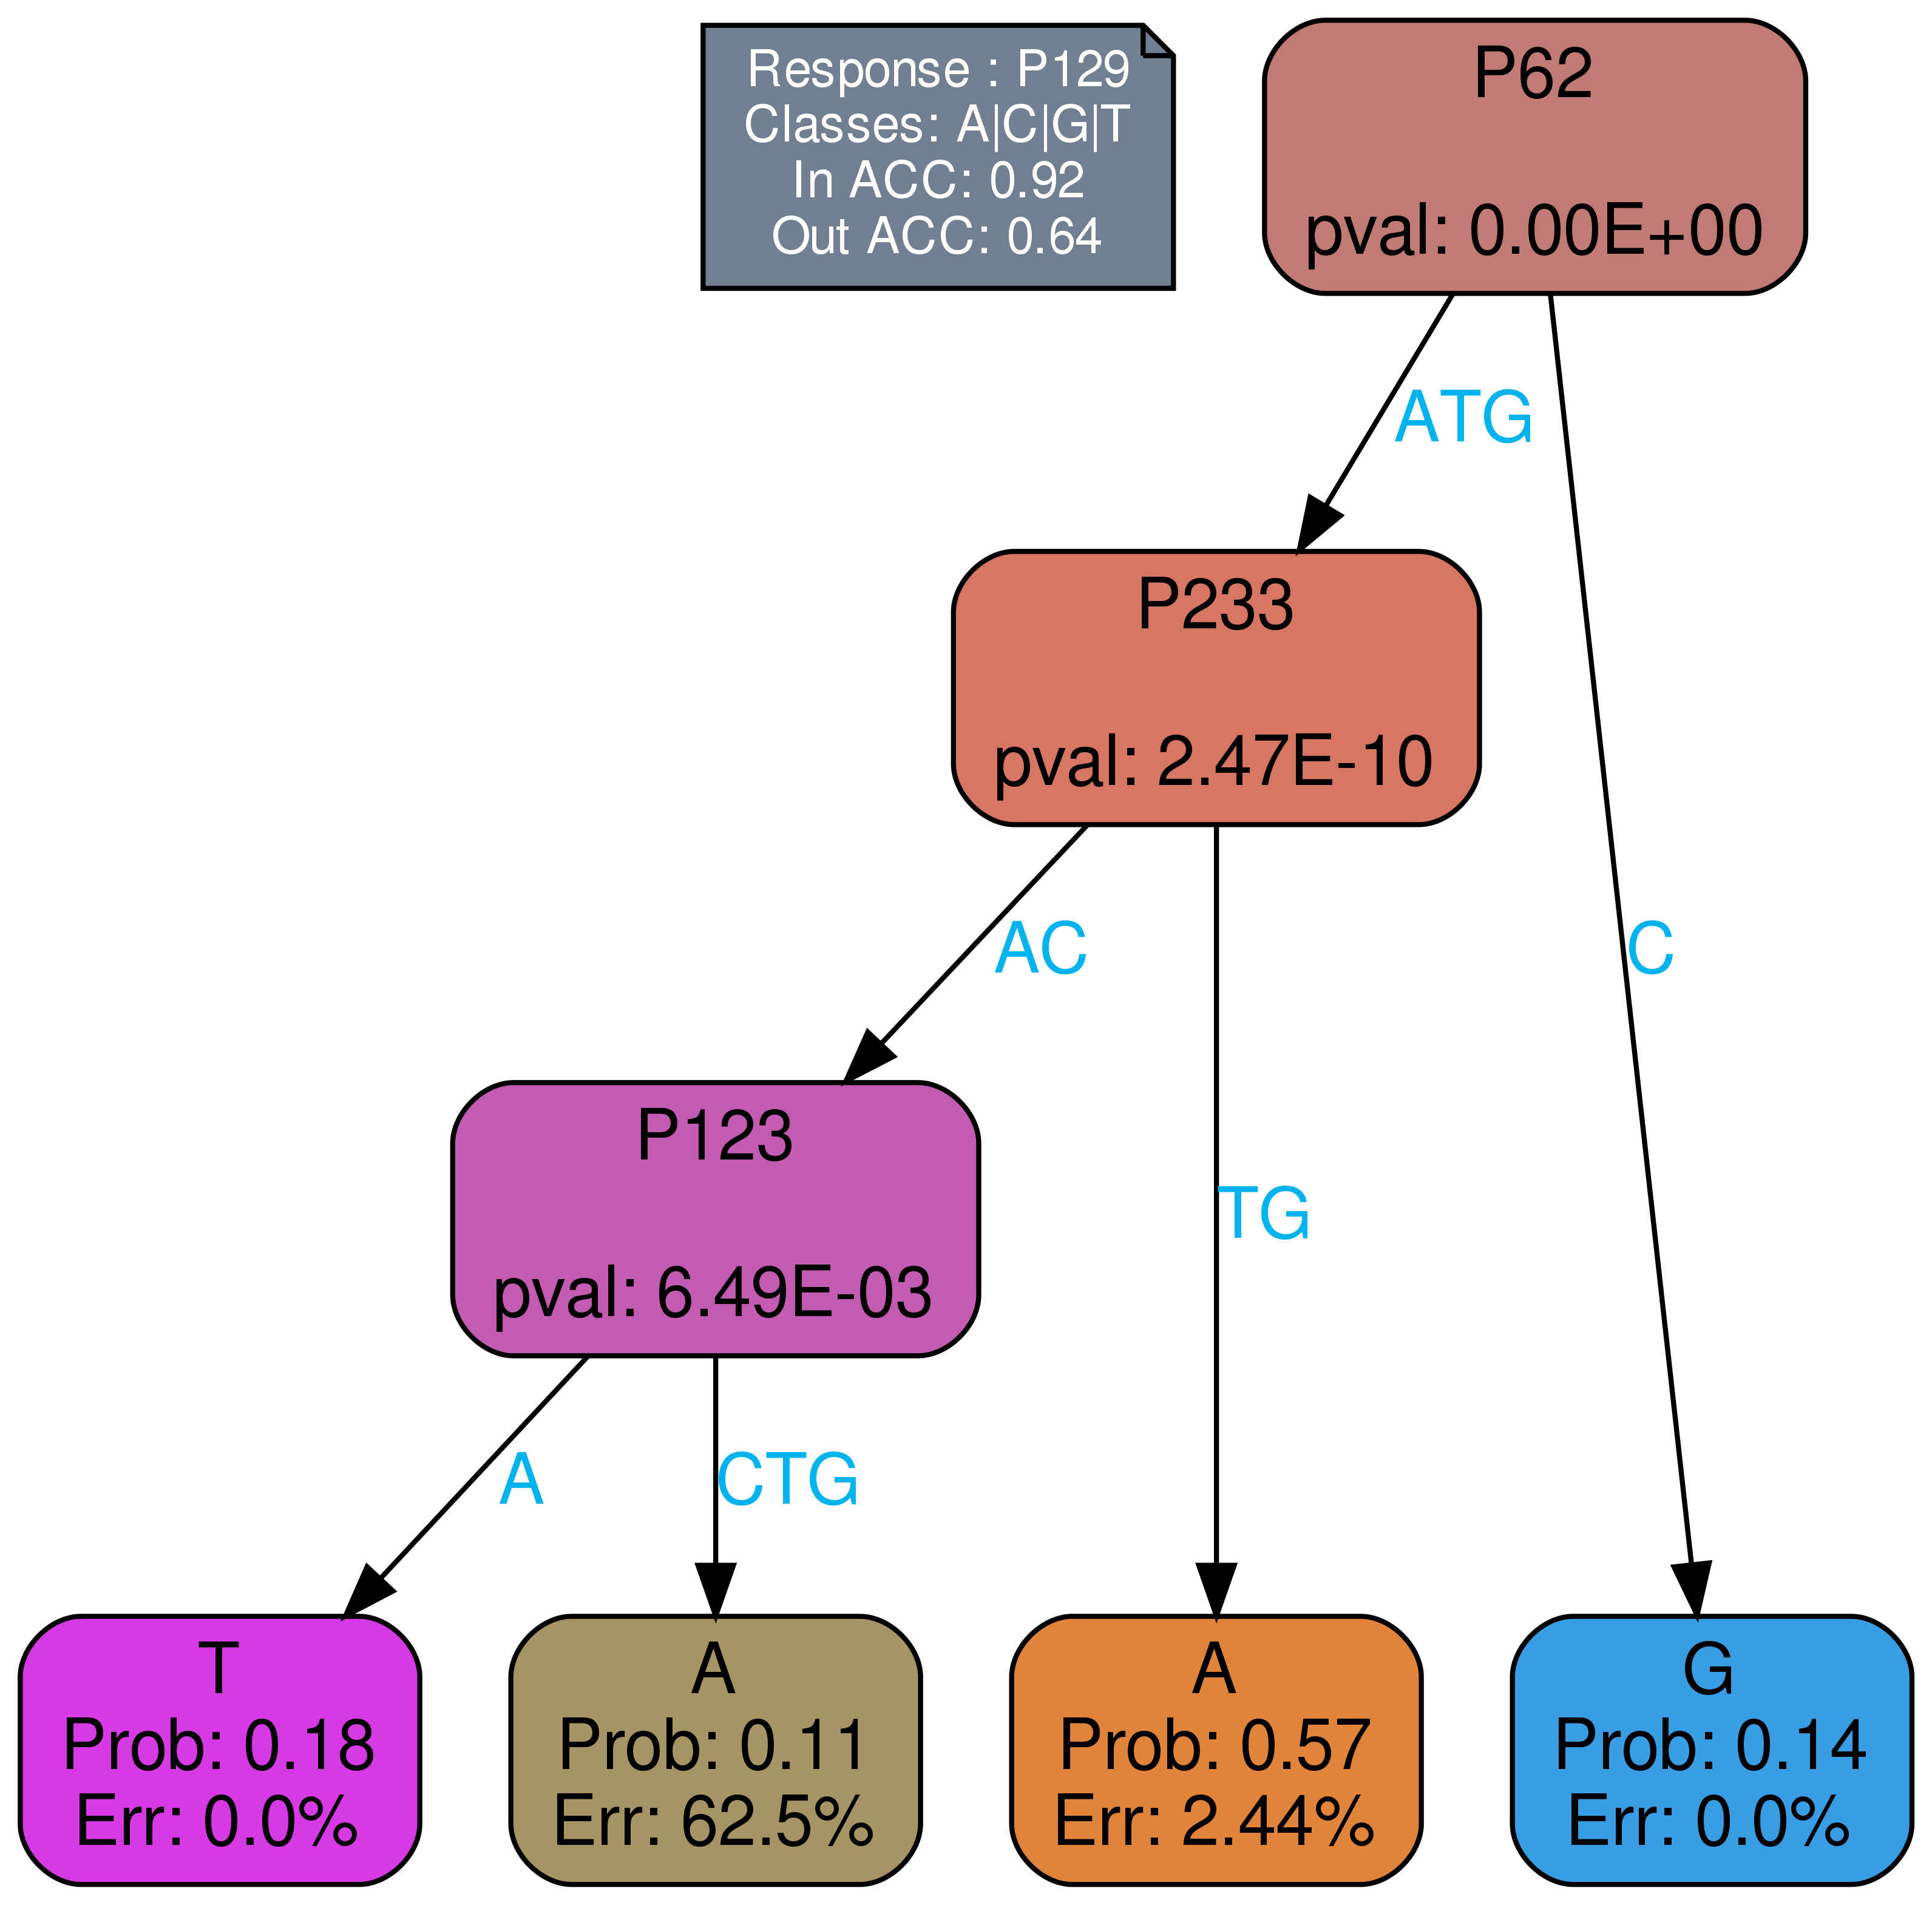 Response : P129
Classes: A|C|G|T
In ACC: 0.92
Out ACC: 0.64
P62
pval: 0.00E+00
ATG
P233
pval: 2.47E-10
AC
C
P123
pval: 6.49E-03
TG
A
CTG
T
Prob: 0.18
Err: 0.0%
A
Prob: 0.11
Err: 62.5%
A
Prob: 0.57
Err: 2.44%
G
Prob: 0.14
Err: 0.0%